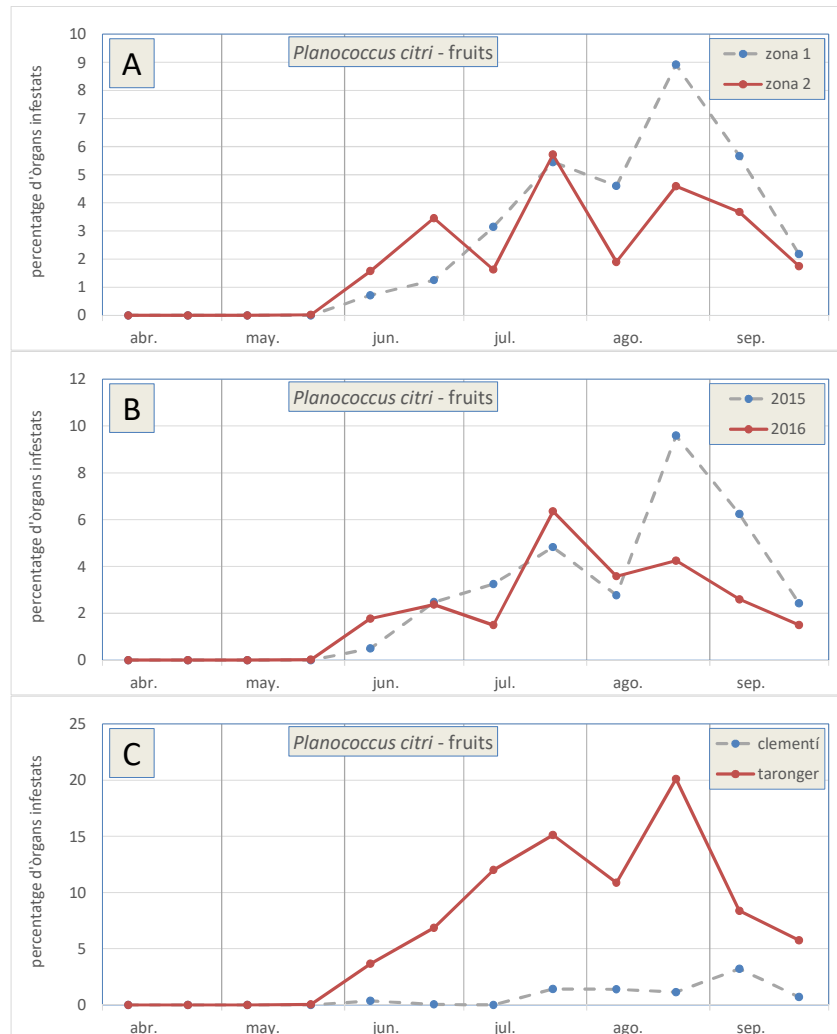 A
Planococcus citri - fruits
zona 1
zona 2
percentatge d'òrgans infestats
10
9
8
7
6
5
4
3
2
1
0
abr. may. jun. jul. ago. sep.
B
Planococcus citri - fruits
2015
2016
percentatge d'òrgans infestats
12
10
8
6
4
2
0
abr. may. jun. jul. ago. sep.
C
Planococcus citri - fruits
clementí
taronger
percentatge d'òrgans infestats
25
20
15
10
5
0
abr. may. jun. jul. ago. sep.